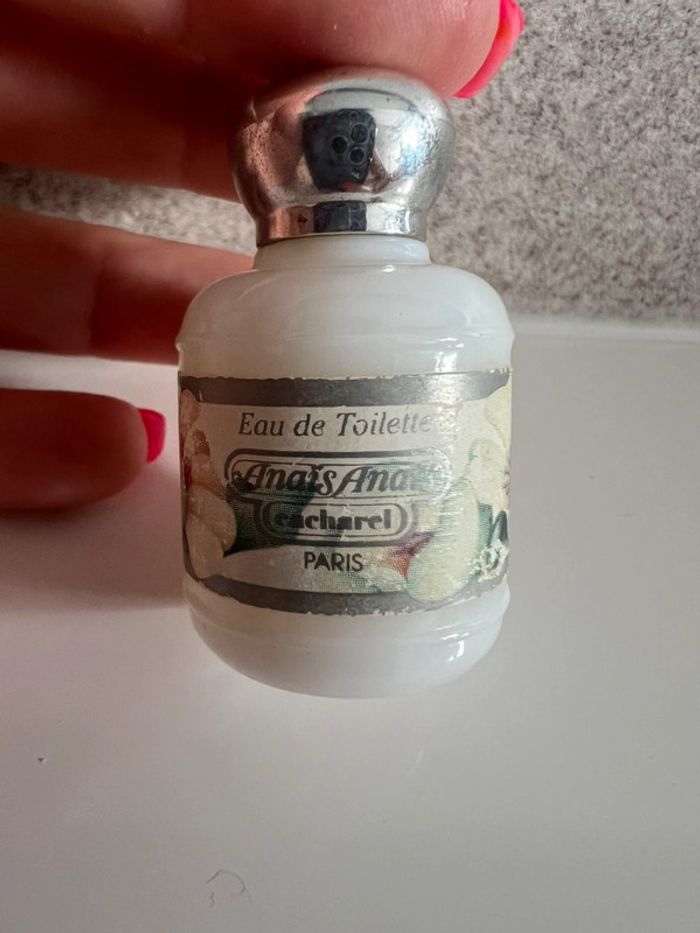 Eau de Toilette
Anaïs Anaïs
cacharel
PARIS